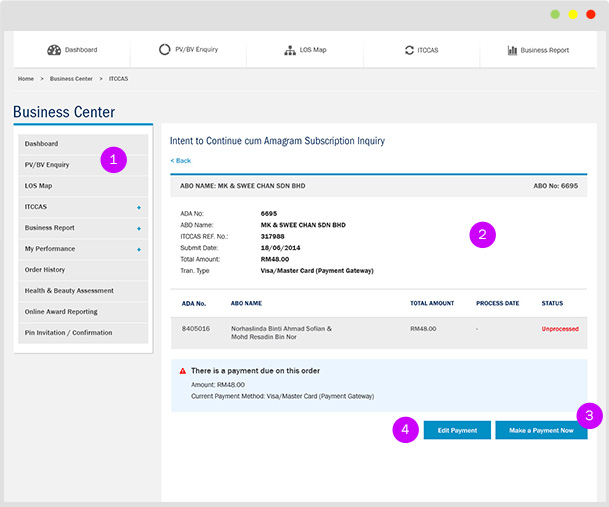 Dashboard PV/BV Enquiry LOS Map ITCCAS Business Report
Home > Business Center > ITCCAS
Business Center
Dashboard
PV/BV Enquiry
1
LOS Map
ITCCAS +
Business Report +
My Performance +
Order History
Health & Beauty Assessment
Online Award Reporting
Pin Invitation / Confirmation
Intent to Continue cum Amagram Subscription Inquiry
< Back
ABO NAME: MK & SWEE CHAN SDN BHD ABO No: 6695
ADA No: 6695
ABO Name: MK & SWEE CHAN SDN BHD
ITCCAS REF. No.: 317988
Submit Date: 18/06/2014
Total Amount: RM48.00
Tran. Type Visa/Master Card (Payment Gateway)
2
ADA No. ABO NAME TOTAL AMOUNT PROCESS DATE STATUS
8405016 Norhaslinda Binti Ahmad Sofian & RM48.00 - Unprocessed
Mohd Resadin Bin Nor
There is a payment due on this order
Amount: RM48.00
Current Payment Method: Visa/Master Card (Payment Gateway)
3
4 Edit Payment Make a Payment Now